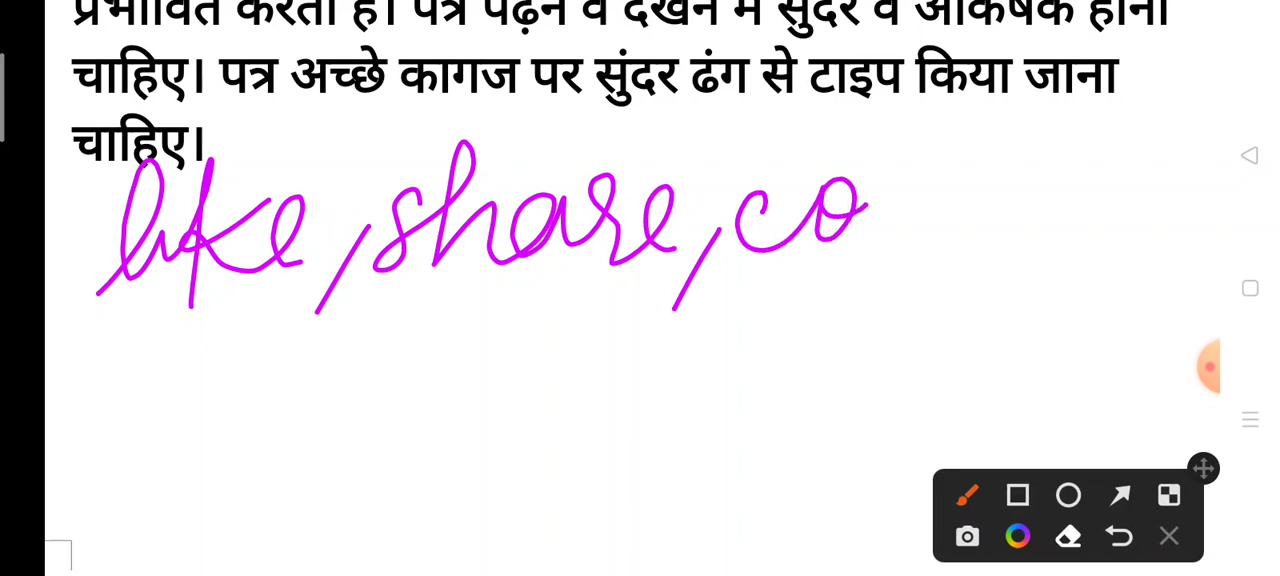 प्रभावित करता है। पत्र पढ़ने व देखने में सुंदर व आकर्षक होना
चाहिए। पत्र अच्छे कागज पर सुंदर ढंग से टाइप किया जाना
चाहिए।
like, share, co